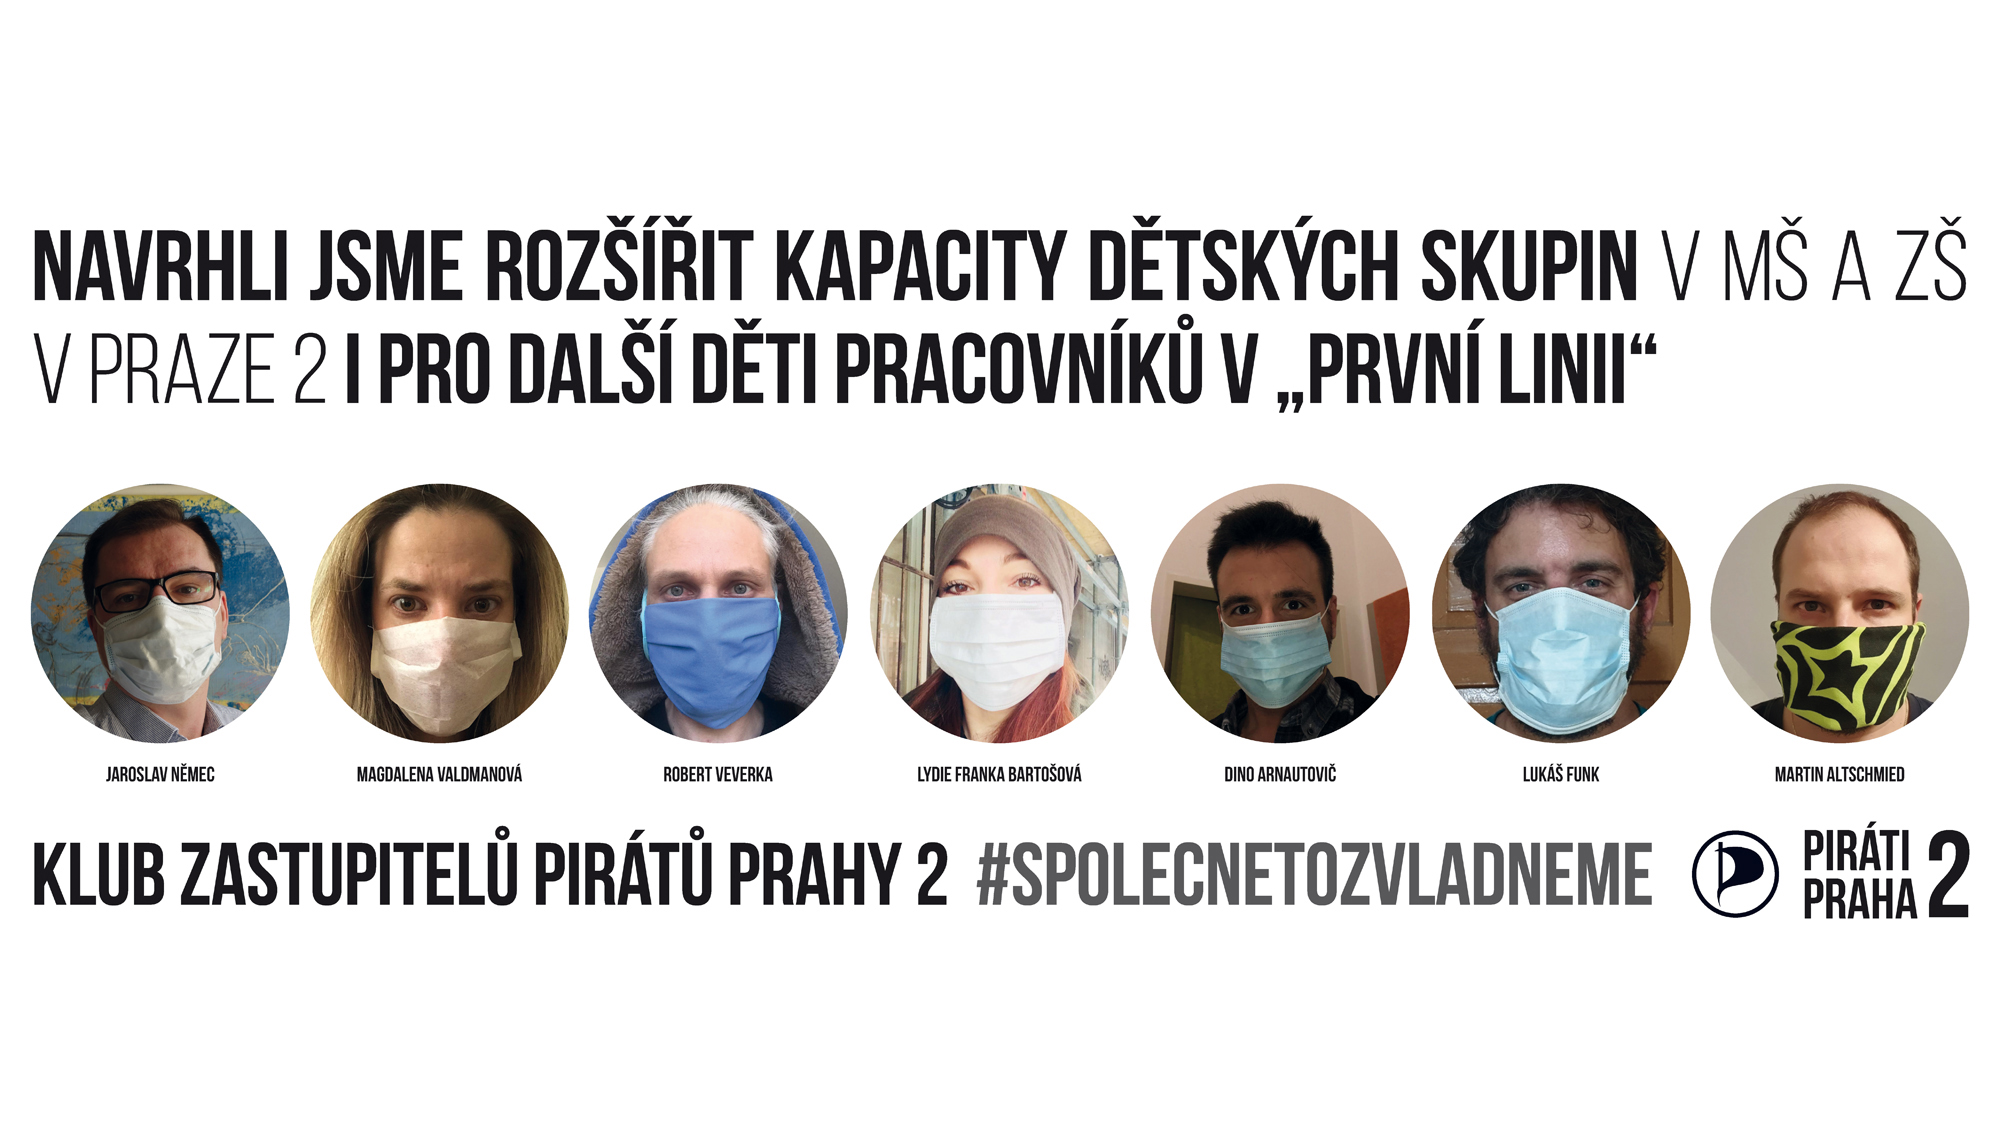 NAVRHLI JSME ROZŠÍŘIT KAPACITY DĚTSKÝCH SKUPIN V MŠ A ZŠ
V PRAZE 2 I PRO DALŠÍ DĚTI PRACOVNÍKŮ V „PRVNÍ LINII“
JAROSLAV NĚMEC
MAGDALENA VALDMANOVÁ
ROBERT VEVERKA
LYDIE FRANKA BARTOŠOVÁ
DINO ARNAUTOVIČ
LUKÁŠ FUNK
MARTIN ALTSCHMIED
KLUB ZASTUPITELŮ PIRÁTŮ PRAHY 2 #SPOLECNETOZVLADNEME
PIRÁTI
PRAHA 2